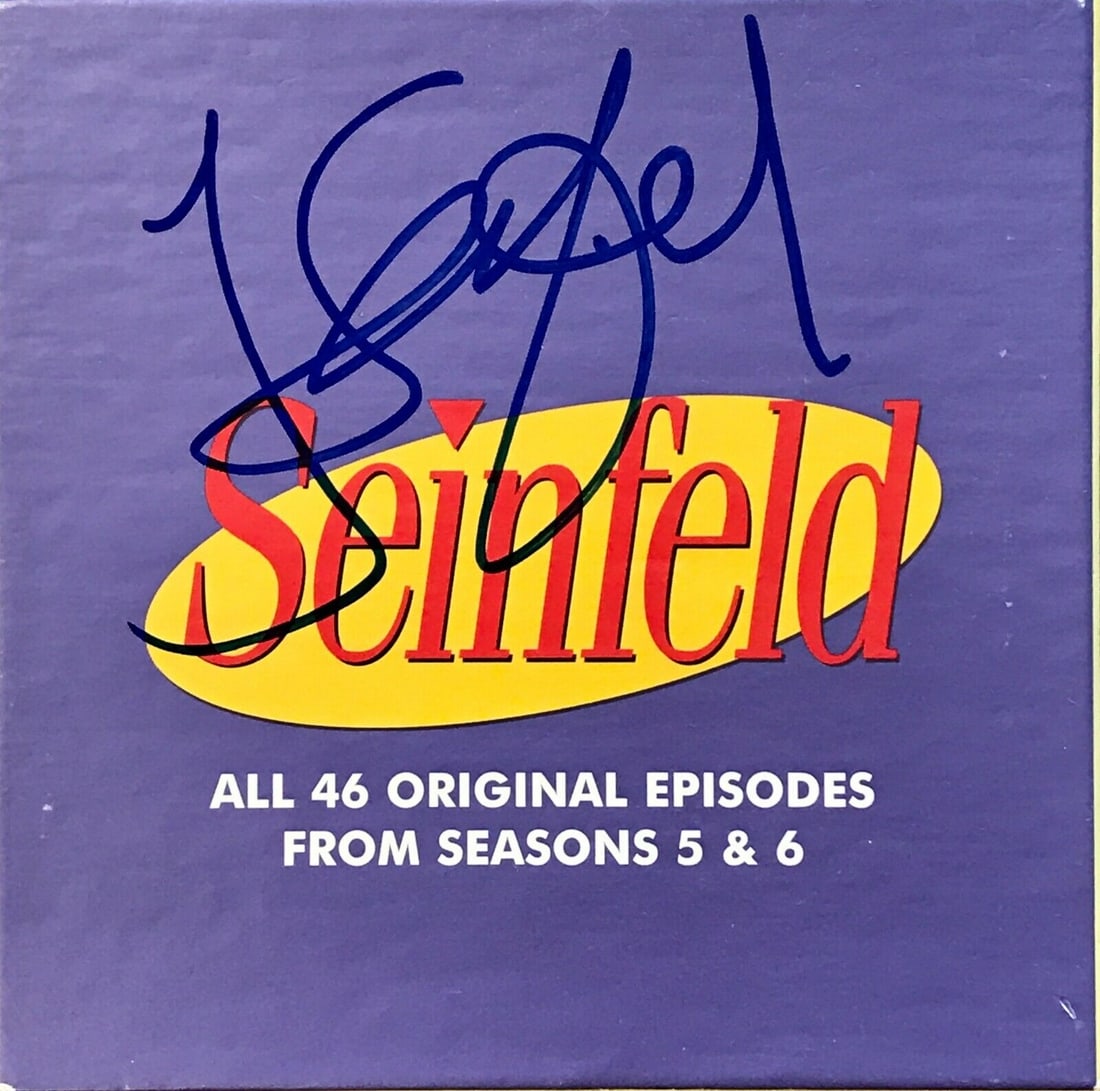 Seinfeld
ALL 46 ORIGINAL EPISODES
FROM SEASONS 5 & 6